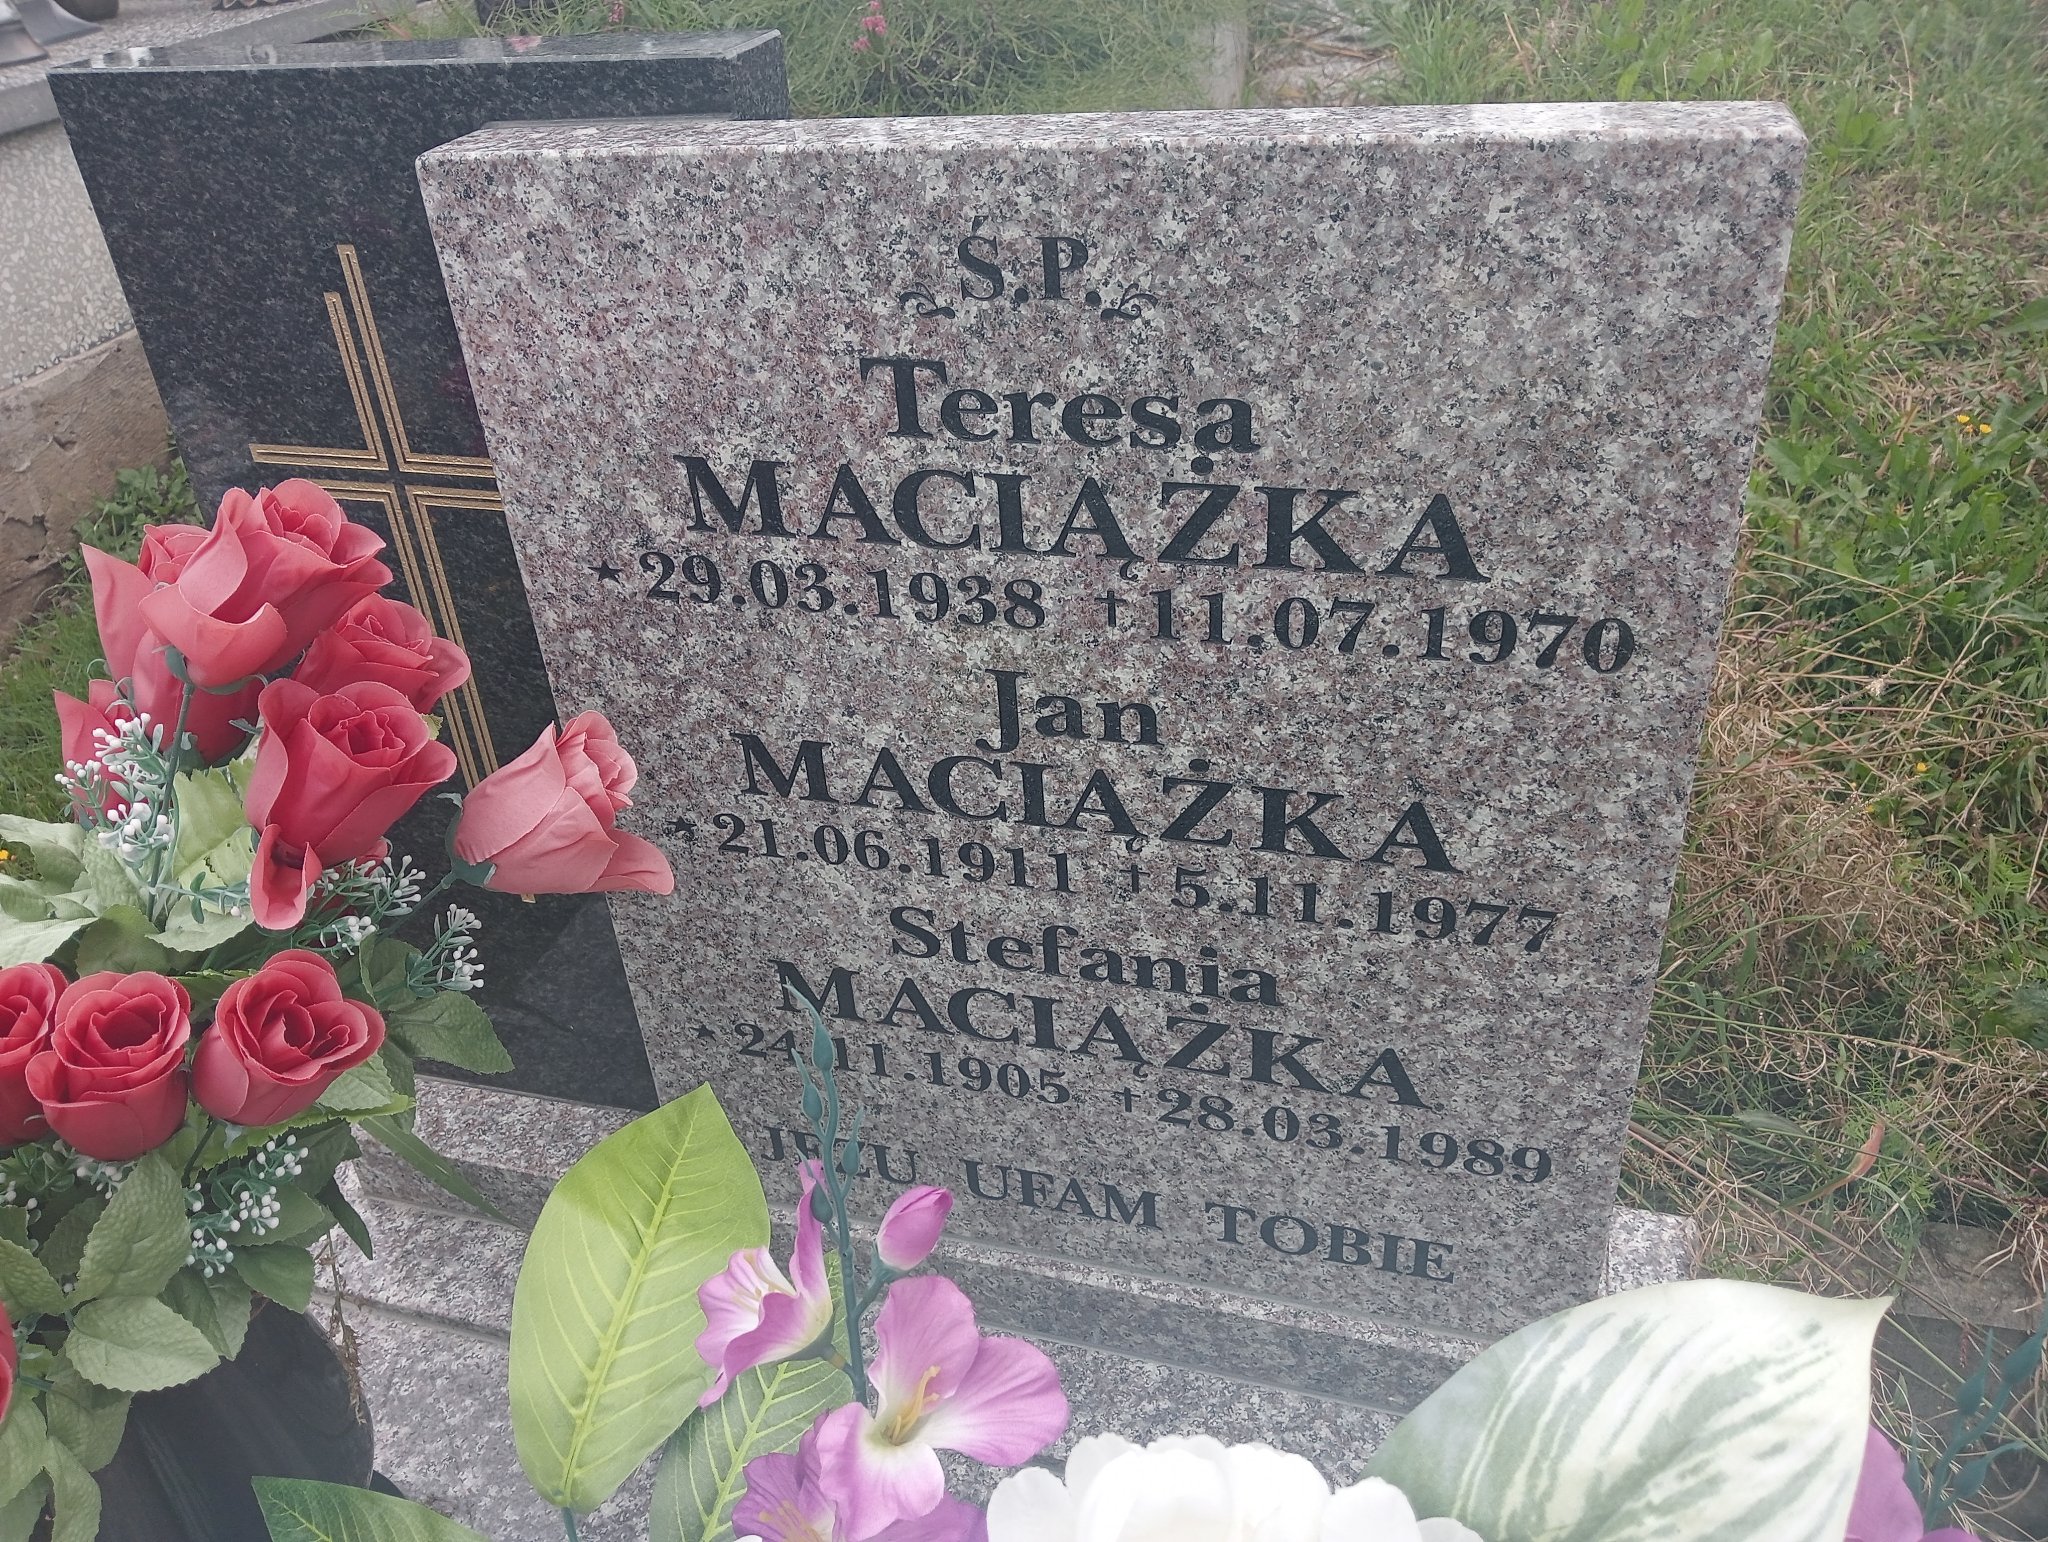 Ś.P.
Teresa
MACIĄŻKA
★ 29.03.1938 † 11.07.1970
Jan
MACIĄŻKA
★ 21.06.1911 † 5.11.1977
Stefania
MACIĄŻKA
★ 24.11.1905 † 28.03.1989
JEZU UFAM TOBIE